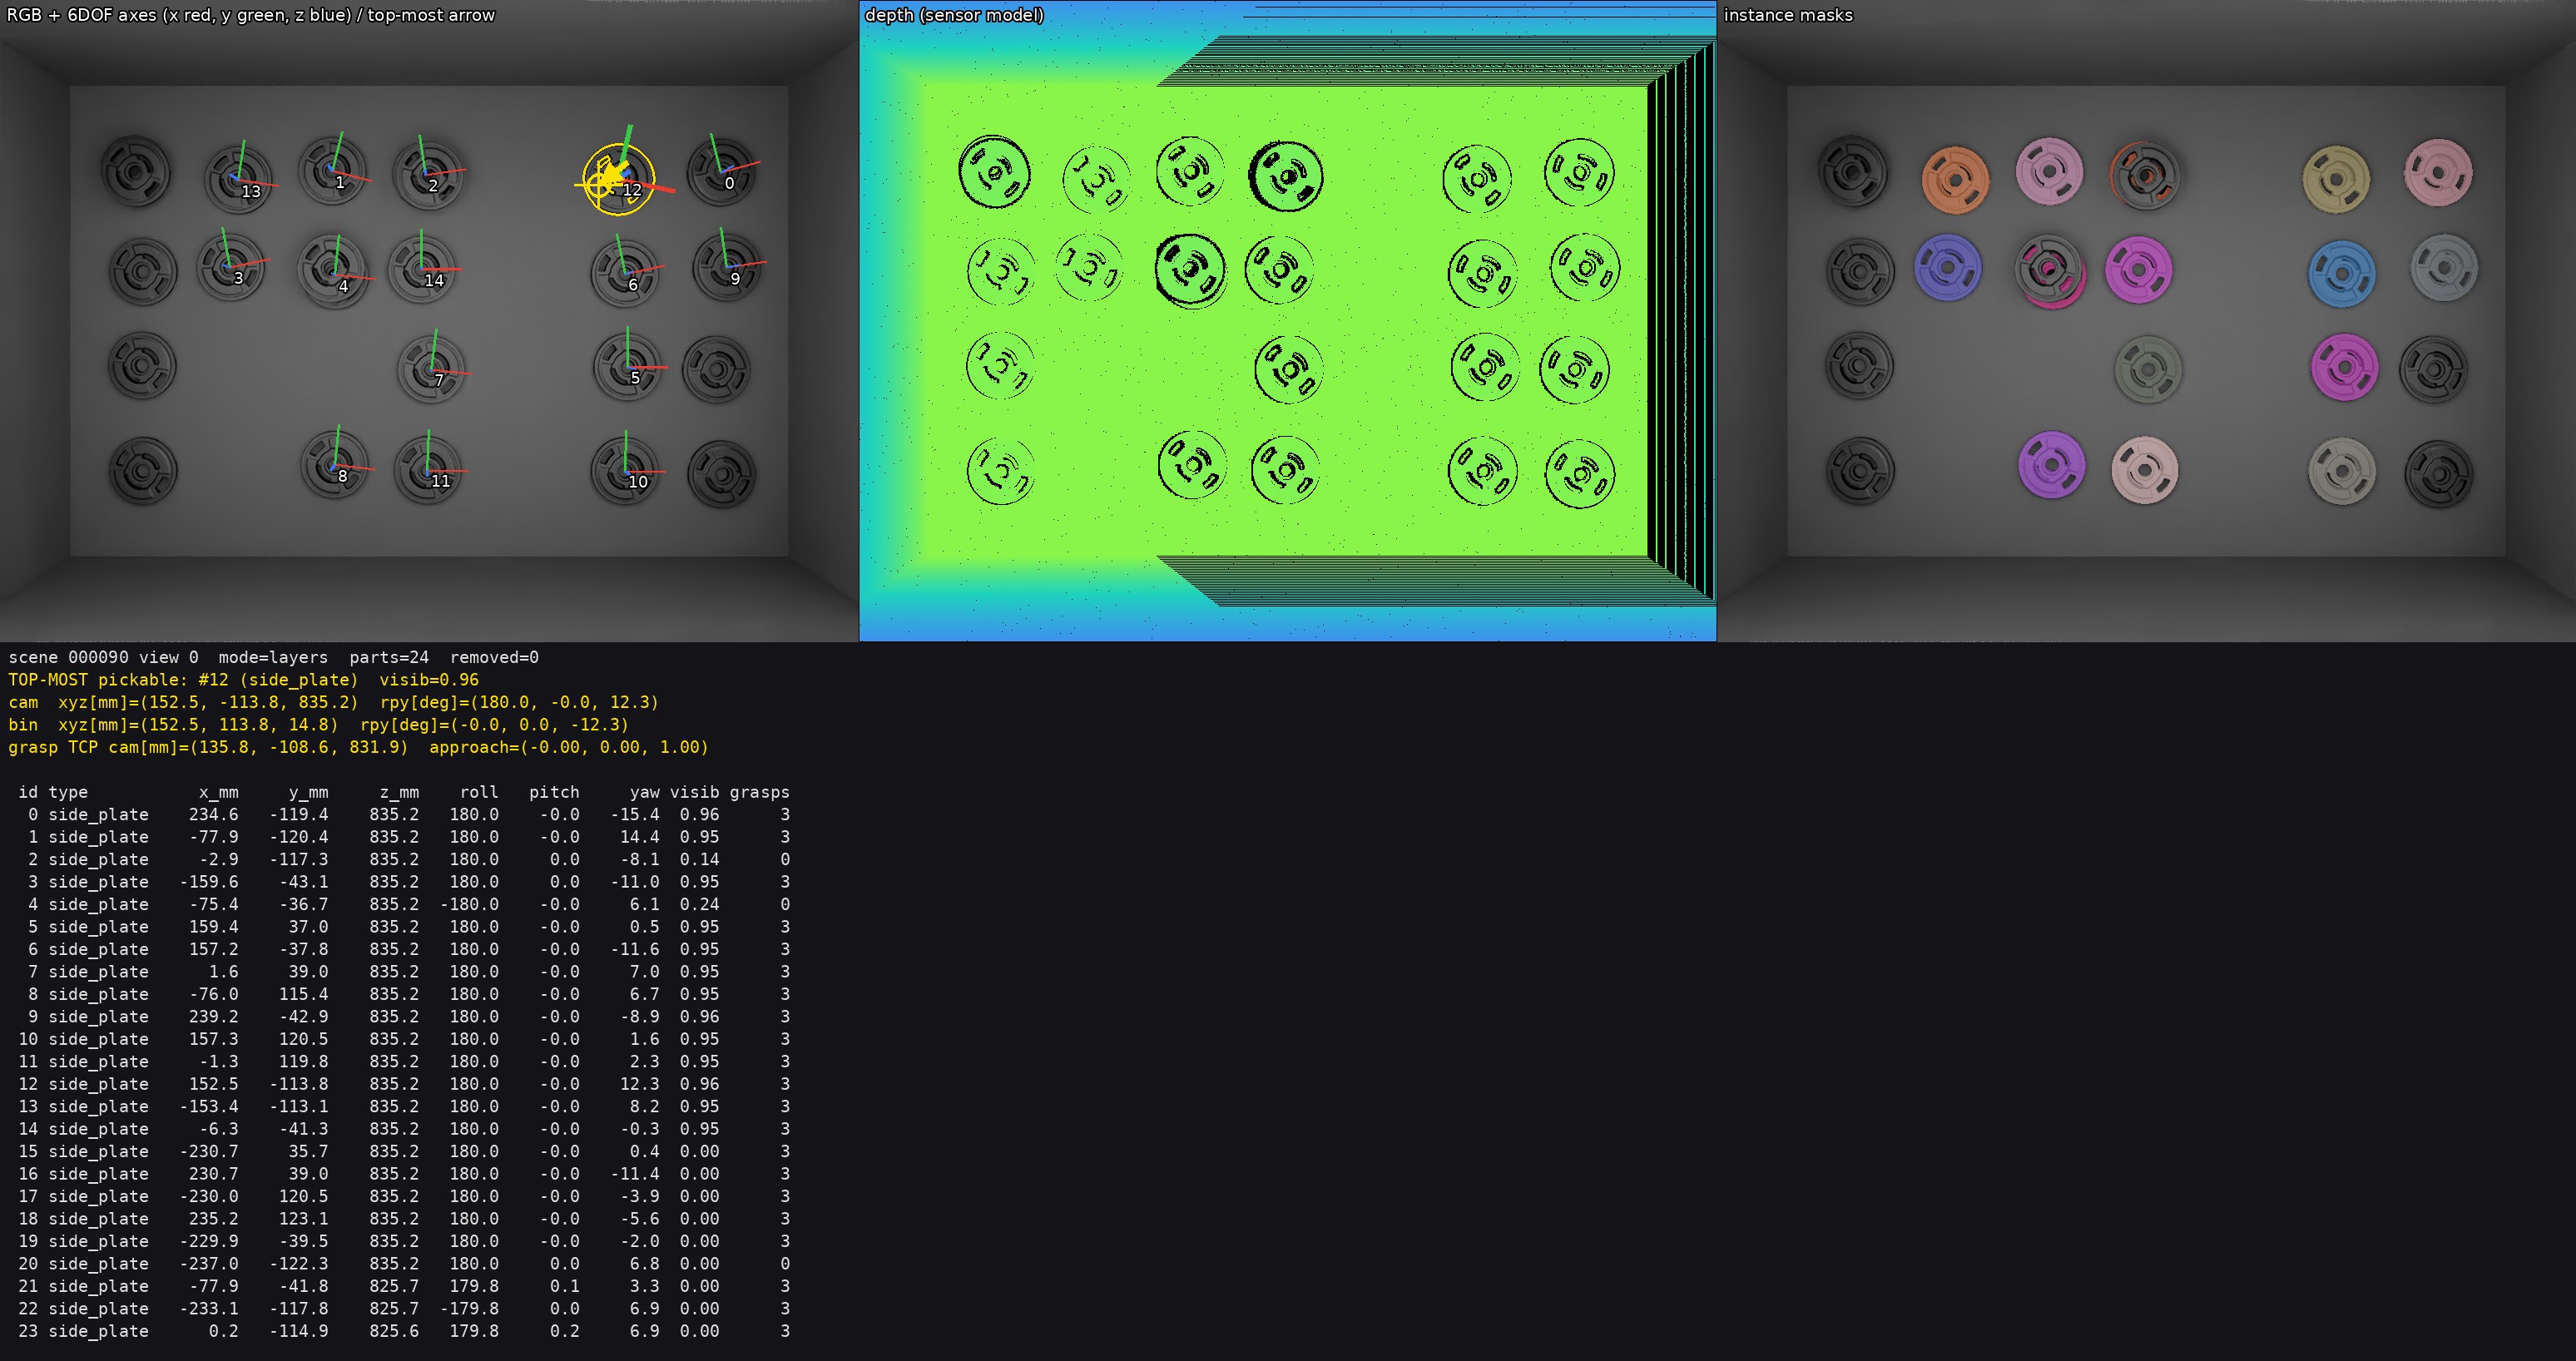 RGB + 6DOF axes (x red, y green, z blue) / top-most arrow
depth (sensor model)
instance masks
13
1
2
12
0
3
4
14
6
9
7
5
8
11
10
scene 000090 view 0  mode=layers  parts=24  removed=0
TOP-MOST pickable: #12 (side_plate)  visib=0.96
cam  xyz[mm]=(152.5, -113.8, 835.2)  rpy[deg]=(180.0, -0.0, 12.3)
bin  xyz[mm]=(152.5, 113.8, 14.8)  rpy[deg]=(-0.0, 0.0, -12.3)
grasp TCP cam[mm]=(135.8, -108.6, 831.9)  approach=(-0.00, 0.00, 1.00)
id type x_mm y_mm z_mm roll pitch yaw visib grasps
0 side_plate 234.6 -119.4 835.2 180.0 -0.0 -15.4 0.96 3
1 side_plate -77.9 -120.4 835.2 180.0 -0.0 14.4 0.95 3
2 side_plate -2.9 -117.3 835.2 180.0 0.0 -8.1 0.14 0
3 side_plate -159.6 -43.1 835.2 180.0 0.0 -11.0 0.95 3
4 side_plate -75.4 -36.7 835.2 -180.0 -0.0 6.1 0.24 0
5 side_plate 159.4 37.0 835.2 180.0 -0.0 0.5 0.95 3
6 side_plate 157.2 -37.8 835.2 180.0 -0.0 -11.6 0.95 3
7 side_plate 1.6 39.0 835.2 180.0 -0.0 7.0 0.95 3
8 side_plate -76.0 115.4 835.2 180.0 -0.0 6.7 0.95 3
9 side_plate 239.2 -42.9 835.2 180.0 -0.0 -8.9 0.96 3
10 side_plate 157.3 120.5 835.2 180.0 -0.0 1.6 0.95 3
11 side_plate -1.3 119.8 835.2 180.0 -0.0 2.3 0.95 3
12 side_plate 152.5 -113.8 835.2 180.0 -0.0 12.3 0.96 3
13 side_plate -153.4 -113.1 835.2 180.0 -0.0 8.2 0.95 3
14 side_plate -6.3 -41.3 835.2 180.0 -0.0 -0.3 0.95 3
15 side_plate -230.7 35.7 835.2 180.0 -0.0 0.4 0.00 3
16 side_plate 230.7 39.0 835.2 180.0 -0.0 -11.4 0.00 3
17 side_plate -230.0 120.5 835.2 180.0 -0.0 -3.9 0.00 3
18 side_plate 235.2 123.1 835.2 180.0 -0.0 -5.6 0.00 3
19 side_plate -229.9 -39.5 835.2 180.0 -0.0 -2.0 0.00 3
20 side_plate -237.0 -122.3 835.2 180.0 0.0 6.8 0.00 0
21 side_plate -77.9 -41.8 825.7 179.8 0.1 3.3 0.00 3
22 side_plate -233.1 -117.8 825.7 -179.8 0.0 6.9 0.00 3
23 side_plate 0.2 -114.9 825.6 179.8 0.2 6.9 0.00 3